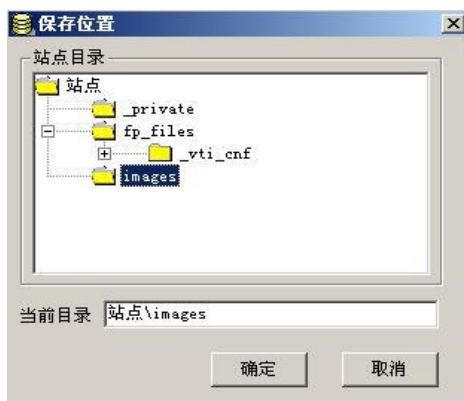 保存位置
站点目录
站点
_private
fp_files
_vti_cnf
images
当前目录 站点\images
确定 取消